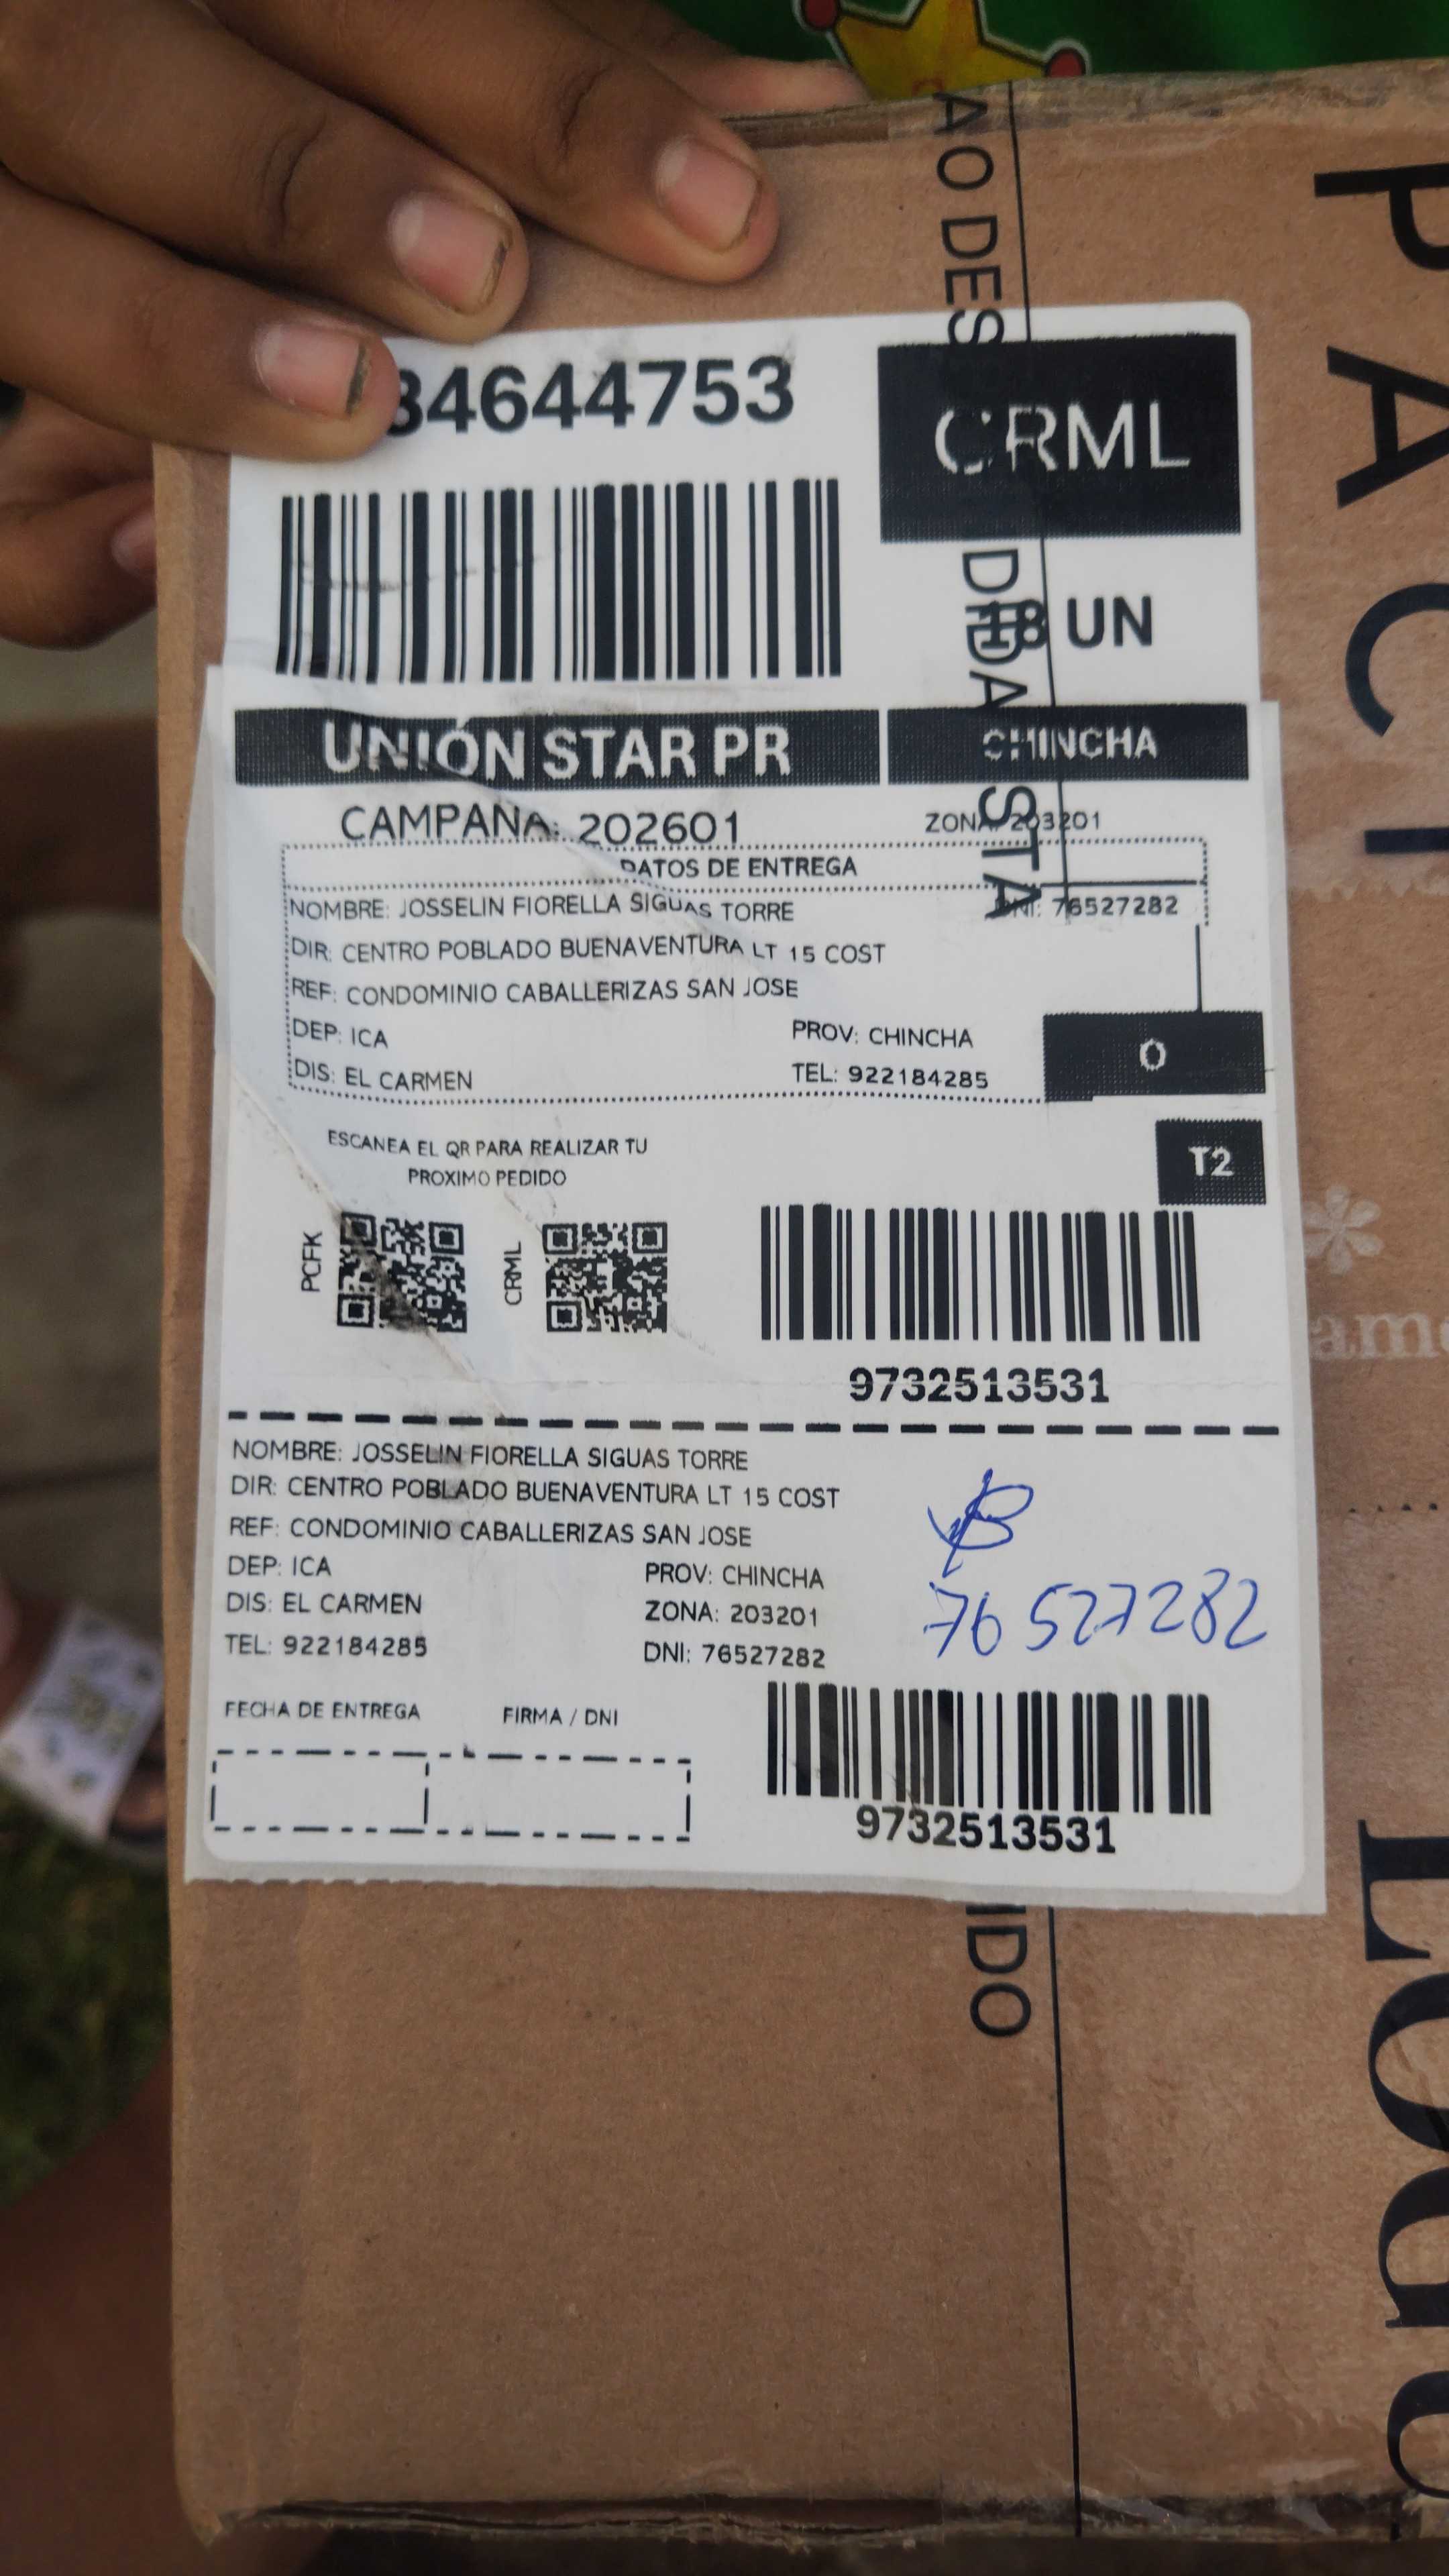 84644753
CRML
18 UN
UNIÓN STAR PR
CHINCHA
CAMPAÑA: 202601
ZONA: 203201
DATOS DE ENTREGA
NOMBRE: JOSSELIN FIORELLA SIGUAS TORRE
DNI: 76527282
DIR: CENTRO POBLADO BUENAVENTURA LT 15 COST
REF: CONDOMINIO CABALLERIZAS SAN JOSE
DEP: ICA
PROV: CHINCHA
O
DIS: EL CARMEN
TEL: 922184285
ESCANEA EL QR PARA REALIZAR TU
PROXIMO PEDIDO
T2
PCFK
CRML
9732513531
NOMBRE: JOSSELIN FIORELLA SIGUAS TORRE
DIR: CENTRO POBLADO BUENAVENTURA LT 15 COST
REF: CONDOMINIO CABALLERIZAS SAN JOSE
DEP: ICA
PROV: CHINCHA
DIS: EL CARMEN
ZONA: 203201
TEL: 922184285
DNI: 76527282
76527282
FECHA DE ENTREGA
FIRMA / DNI
9732513531